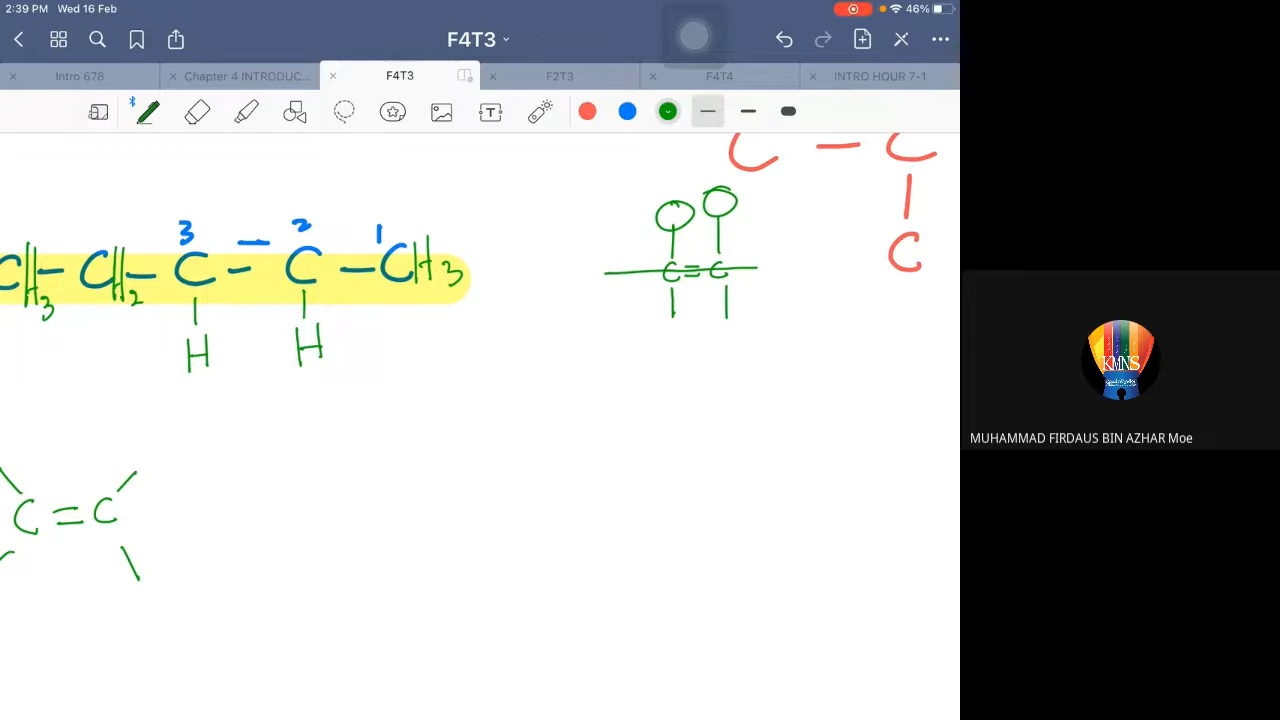 2:39 PM Wed 16 Feb
46%
F4T3
Intro 678
Chapter 4 INTRODUC...
F4T3
F2T3
F4T4
INTRO HOUR 7-1
T
C – C
C
3 2 1
CH3 – CH2 – C = C – CH3
H H
C = C
C = C
KMNS
MUHAMMAD FIRDAUS BIN AZHAR Moe